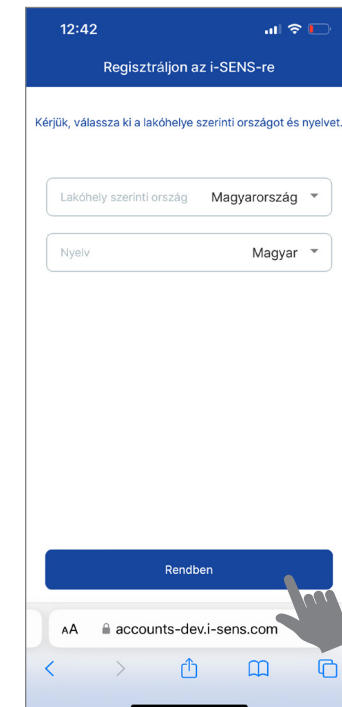 12:42
Regisztráljon az i-SENS-re
Kérjük, válassza ki a lakóhelye szerinti országot és nyelvet.
Lakóhely szerinti ország Magyarország
Nyelv Magyar
Rendben
AA accounts-dev.i-sens.com